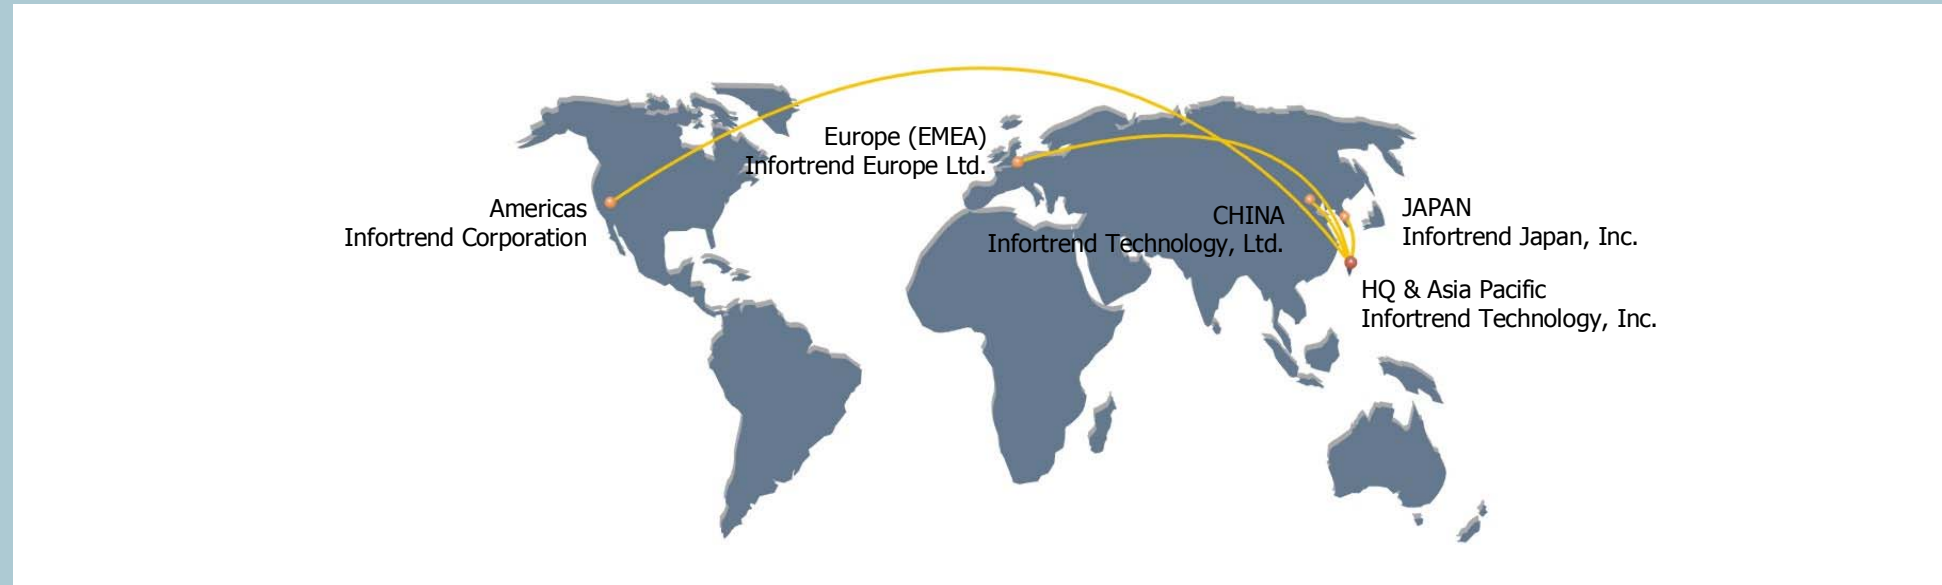 Europe (EMEA)
Infortrend Europe Ltd.
Americas
Infortrend Corporation
CHINA
Infortrend Technology, Ltd.
JAPAN
Infortrend Japan, Inc.
HQ & Asia Pacific
Infortrend Technology, Inc.